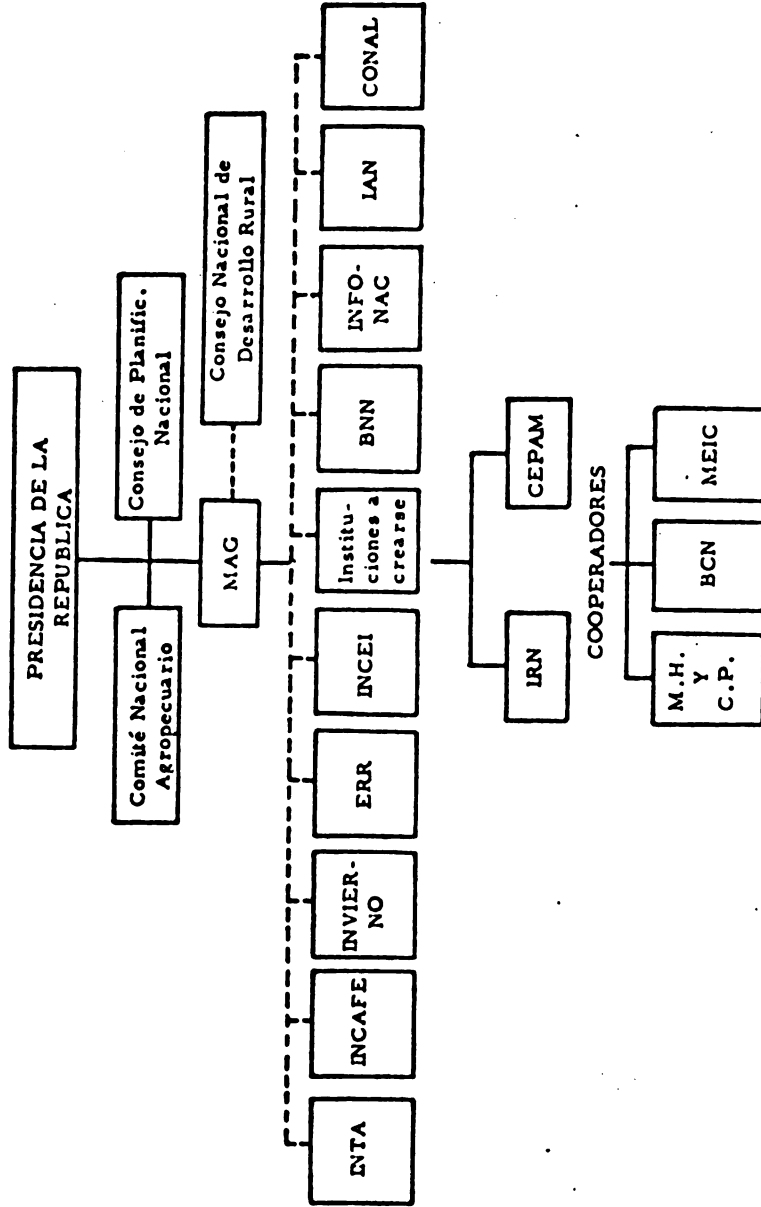 PRESIDENCIA DE LA
REPUBLICA
Comité Nacional
Agropecuario
Consejo de Planific.
Nacional
MAG
Consejo Nacional de
Desarrollo Rural
INTA
INCAFE
INVIER-
NO
ERR
INCEI
Institu-
ciones a
crearse
BNN
INFO-
NAC
IAN
CONAL
IRN
CEPAM
COOPERADORES
M.H.
Y
C.P.
BCN
MEIC